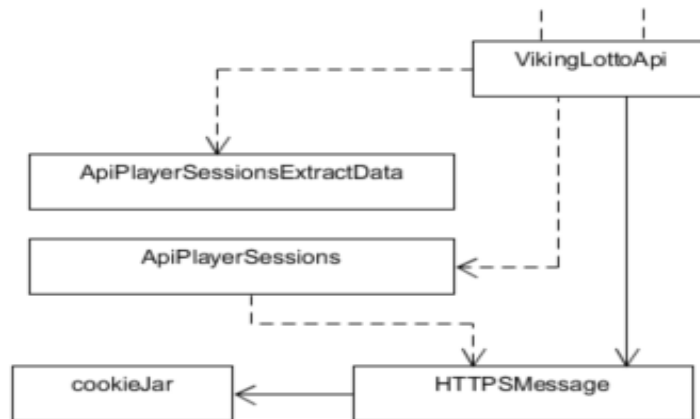 VikingLottoApi
ApiPlayerSessionsExtractData
ApiPlayerSessions
cookieJar
HTTPSMessage